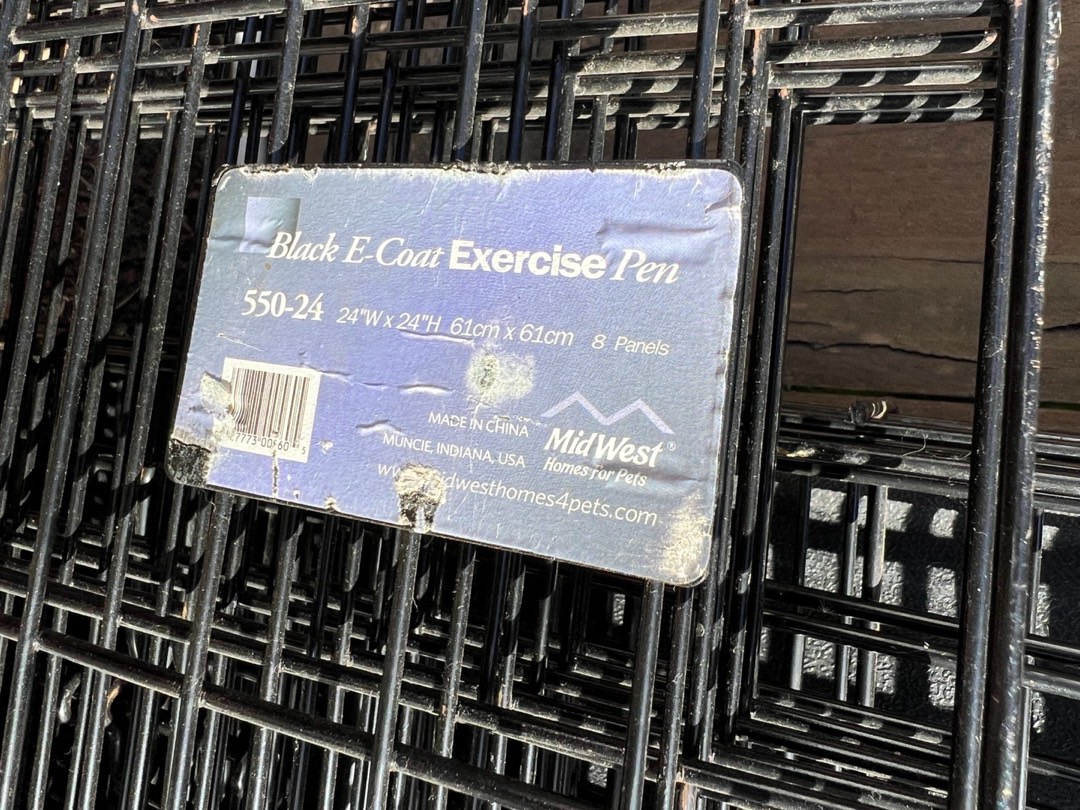 Black E-Coat Exercise Pen
550-24 24"W x 24"H 61cm x 61cm 8 Panels
MADE IN CHINA
MUNCIE, INDIANA, USA
MidWest®
Homes for Pets
dwesthomes4pets.com